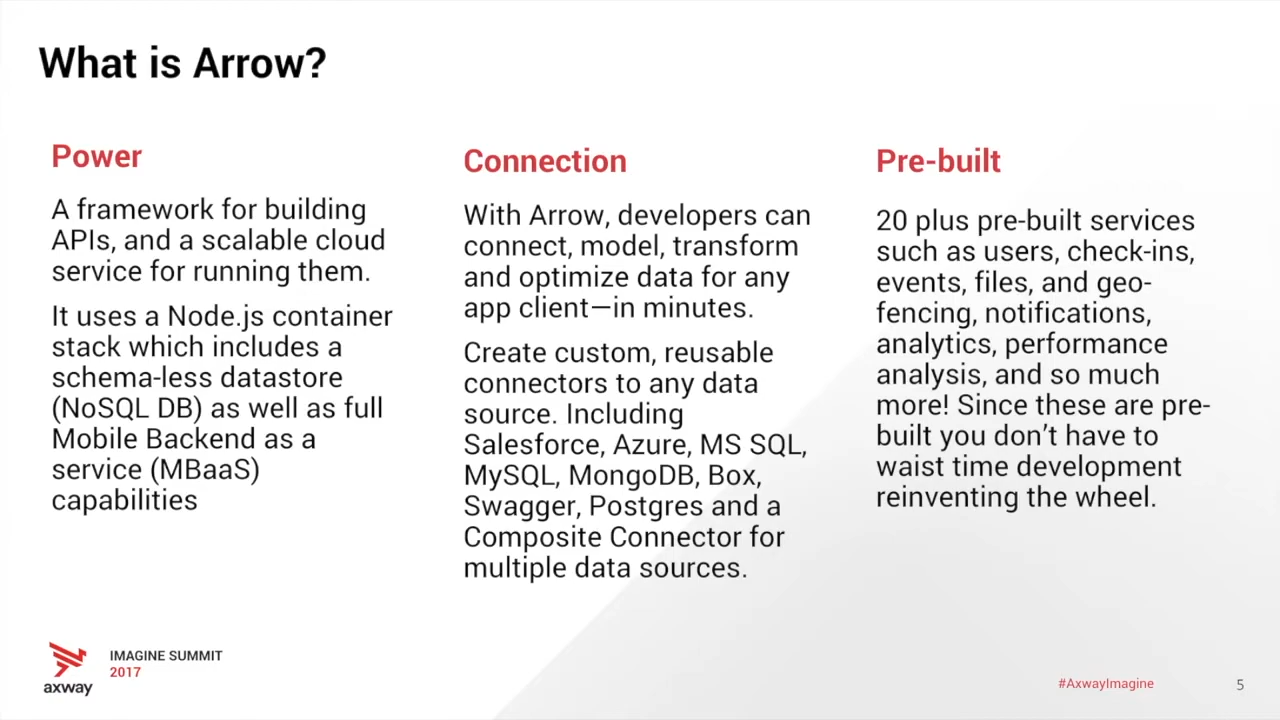 What is Arrow?
Power
A framework for building
APIs, and a scalable cloud
service for running them.
It uses a Node.js container
stack which includes a
schema-less datastore
(NoSQL DB) as well as full
Mobile Backend as a
service (MBaaS)
capabilities
Connection
With Arrow, developers can
connect, model, transform
and optimize data for any
app client—in minutes.
Create custom, reusable
connectors to any data
source. Including
Salesforce, Azure, MS SQL,
MySQL, MongoDB, Box,
Swagger, Postgres and a
Composite Connector for
multiple data sources.
Pre-built
20 plus pre-built services
such as users, check-ins,
events, files, and geo-
fencing, notifications,
analytics, performance
analysis, and so much
more! Since these are pre-
built you don’t have to
waist time development
reinventing the wheel.
axway
IMAGINE SUMMIT
2017
#AxwayImagine
5